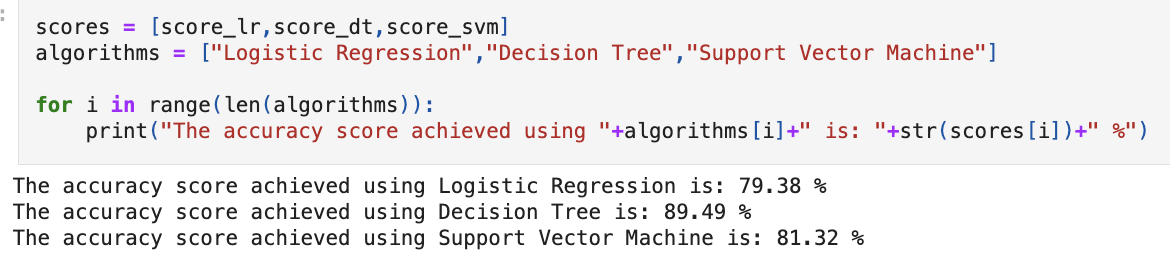 :
scores = [score_lr,score_dt,score_svm]
algorithms = ["Logistic Regression","Decision Tree","Support Vector Machine"]
for i in range(len(algorithms)):
    print("The accuracy score achieved using "+algorithms[i]+" is: "+str(scores[i])+" %")
The accuracy score achieved using Logistic Regression is: 79.38 %
The accuracy score achieved using Decision Tree is: 89.49 %
The accuracy score achieved using Support Vector Machine is: 81.32 %